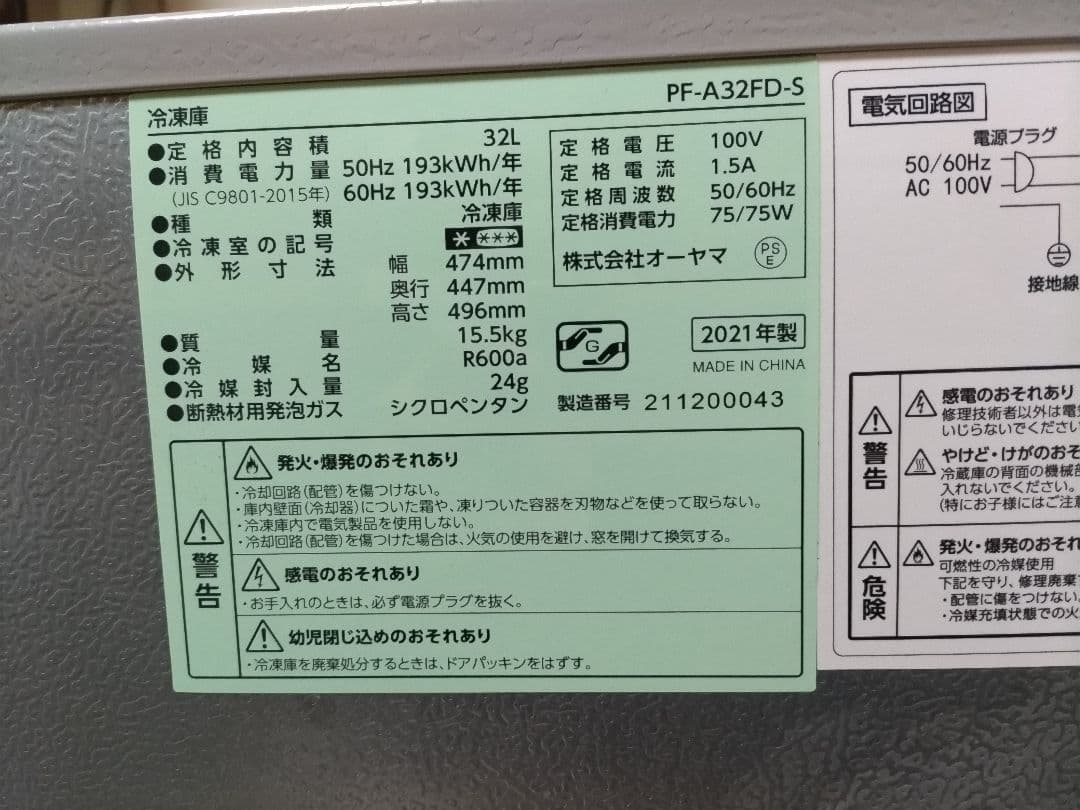 PF-A32FD-S
冷凍庫
●定格内容積 32L
●消費電力量 50Hz 193kWh/年
(JIS C9801-2015年) 60Hz 193kWh/年
●種類 冷凍庫
●冷凍室の記号
●外形寸法 幅 474mm
奥行 447mm
高さ 496mm
●質量 15.5kg
●冷媒名 R600a
●冷媒封入量 24g
●断熱材用発泡ガス シクロペンタン
定格電圧 100V
定格電流 1.5A
定格周波数 50/60Hz
定格消費電力 75/75W
株式会社オーヤマ
PS
E
G
2021年製
MADE IN CHINA
製造番号 211200043
警告
発火・爆発のおそれあり
・冷却回路(配管)を傷つけない。
・庫内壁面(冷却器)についた霜や、凍りついた容器を刃物などを使って取らない。
・冷凍庫内で電気製品を使用しない。
・冷却回路(配管)を傷つけた場合は、火気の使用を避け、窓を開けて換気する。
感電のおそれあり
・お手入れのときは、必ず電源プラグを抜く。
幼児閉じ込めのおそれあり
・冷凍庫を廃棄処分するときは、ドアパッキンをはずす。
電気回路図
電源プラグ
50/60Hz
AC 100V
接地線
警告
感電のおそれあり
修理技術者以外は電
いじらないでください
やけど・けがのおそ
冷蔵庫の背面の機械
入れないでください。
(特にお子様にはご注
危険
発火・爆発のおそれ
可燃性の冷媒使用
下記を守り、修理廃棄
・配管に傷をつけない
・冷媒充填状態での火